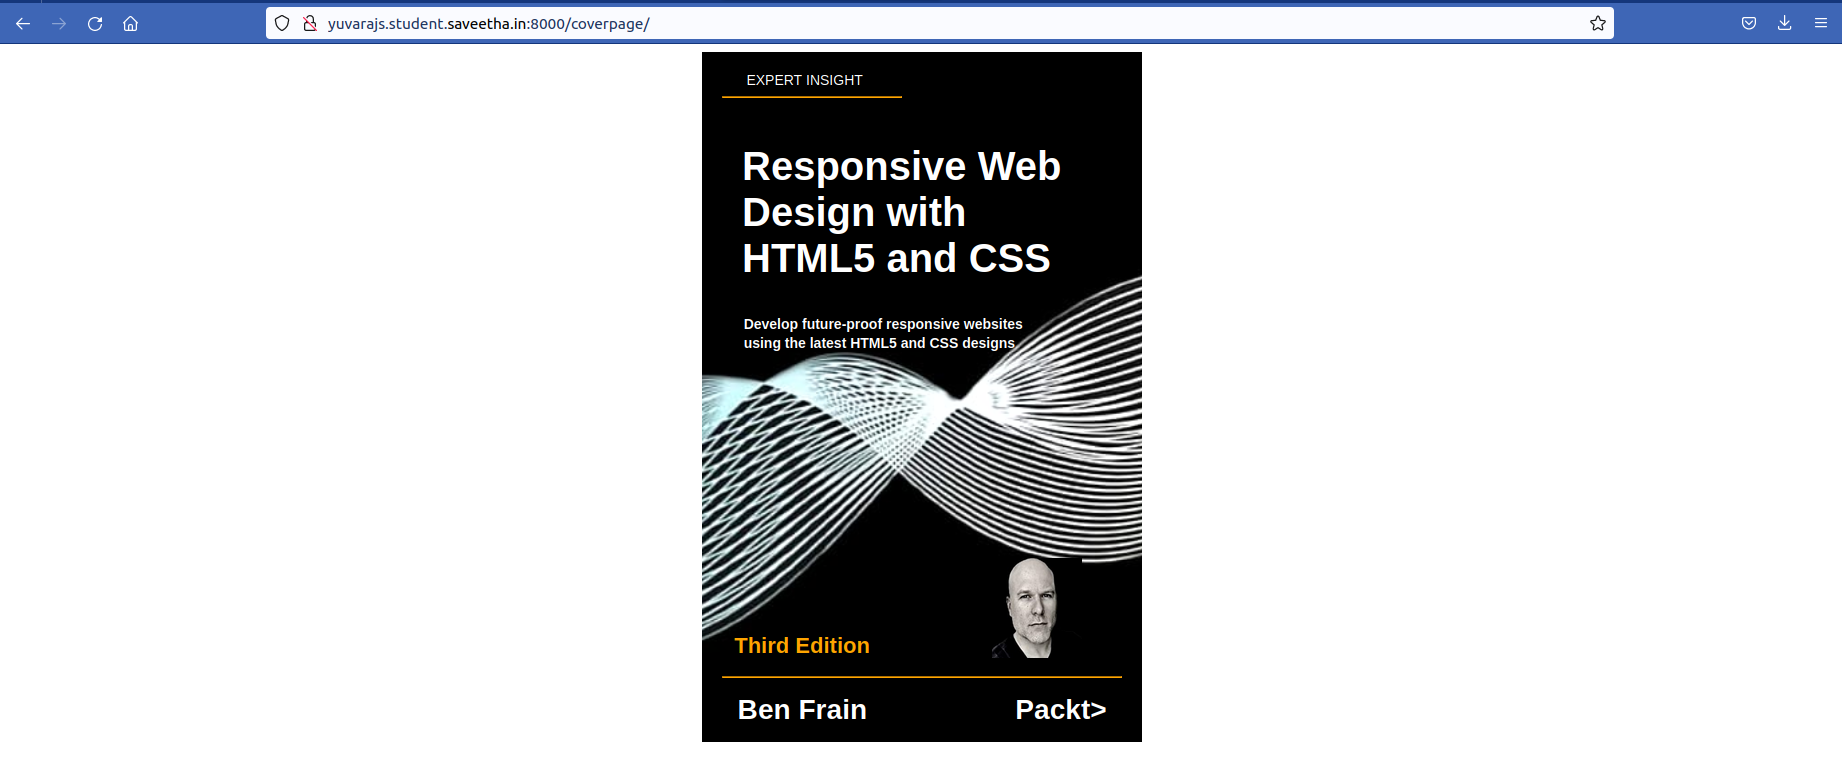 yuvarajs.student.saveetha.in:8000/coverpage/
EXPERT INSIGHT
Responsive Web
Design with
HTML5 and CSS
Develop future-proof responsive websites
using the latest HTML5 and CSS designs.
Third Edition
Ben Frain
Packt>